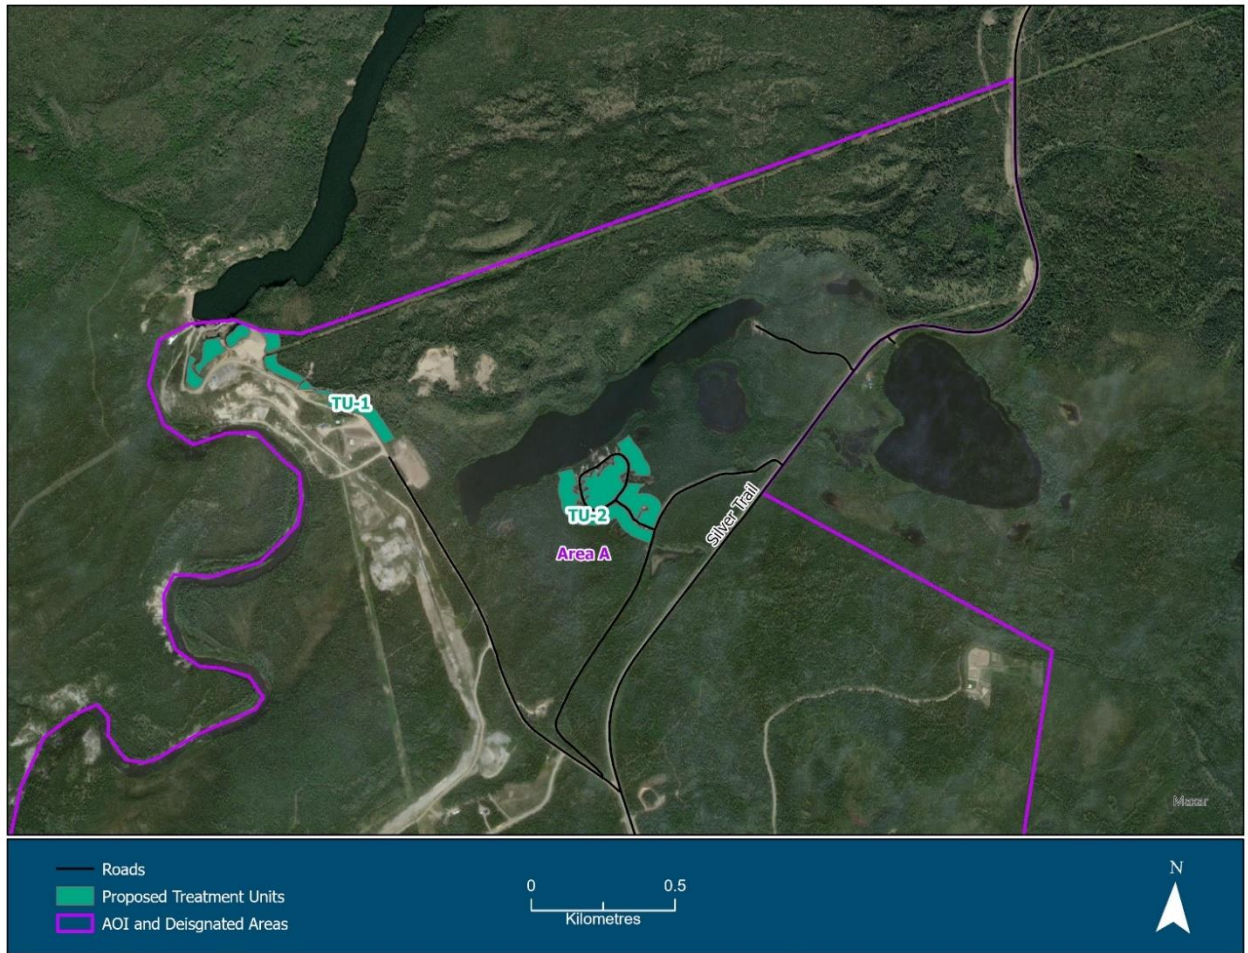 TU-1
TU-2
Area A
Silver Trail
Maxar
Roads
Proposed Treatment Units
AOI and Deisgnated Areas
0 0.5
Kilometres
N